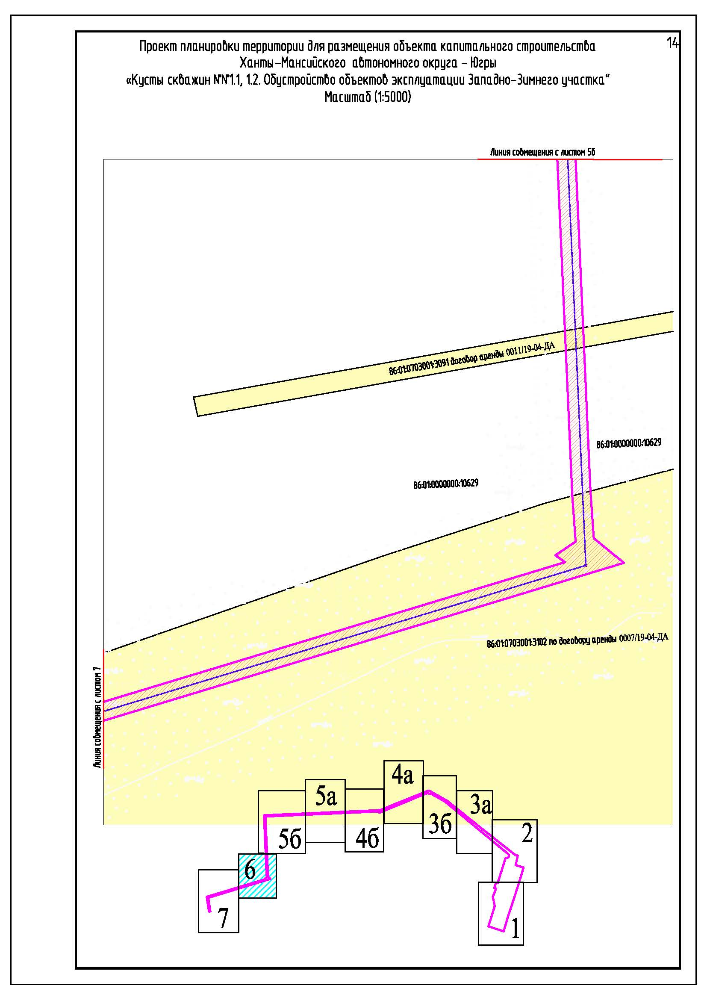 14
Проект планировки территории для размещения объекта капитального строительства
Ханты-Мансийского автономного округа - Югры
«Кусты скважин №№1.1, 1.2. Обустройство объектов эксплуатации Западно-Зимнего участка"
Масштаб (1:5000)
Линия совмещения с листом 5б
86:01:0703001:3091 договор аренды 0011/19-04-ДА
86:01:0000000:10629
86:01:0000000:10629
86:01:0703001:3102 по договору аренды 0007/19-04-ДА
Линия совмещения с листом 7
4а
5а
3а
3б
2
5б
4б
6
7
1